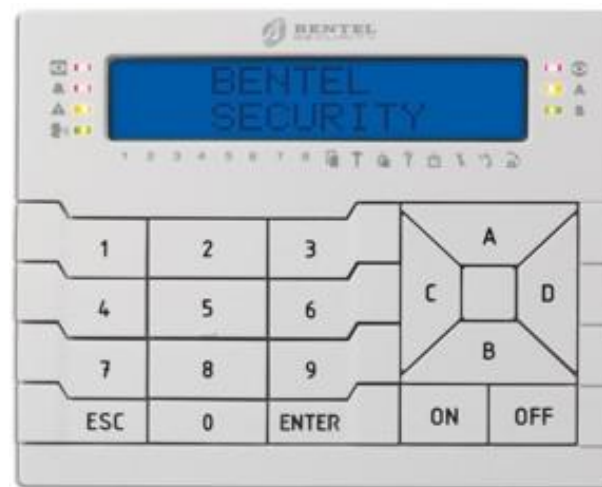 BENTEL
SECURITY
BENTEL
SECURITY
1 2 3 4 5 6 7 8
1 2 3
4 5 6
7 8 9
ESC 0 ENTER
A
C D
B
ON OFF